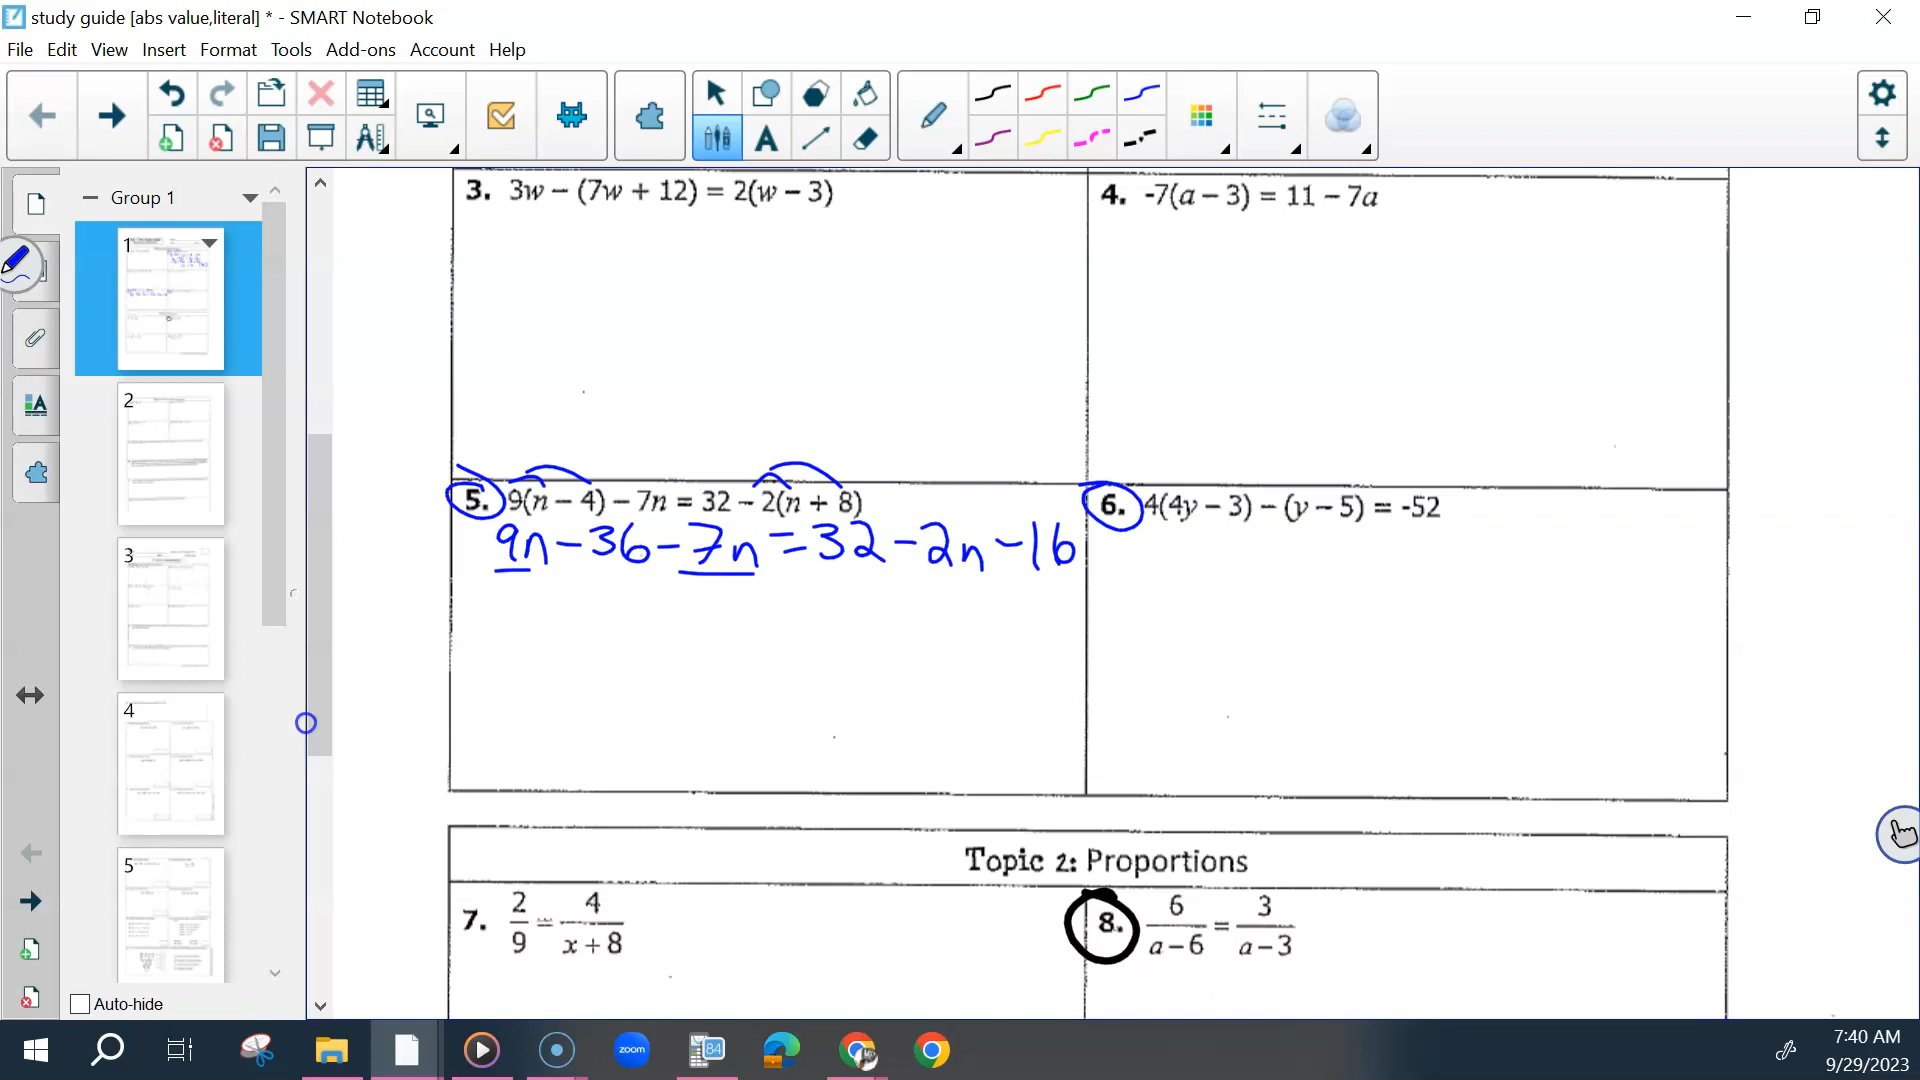 study guide [abs value,literal] * - SMART Notebook
File Edit View Insert Format Tools Add-ons Account Help
Group 1
1
2
3
4
5
Auto-hide
3. 3w – (7w + 12) = 2(w – 3)
4. -7(a – 3) = 11 – 7a
5. 9(n – 4) – 7n = 32 – 2(n + 8)
9n – 36 – 7n = 32 – 2n – 16
6. 4(4y – 3) – (y – 5) = -52
Topic 2: Proportions
7. 2/9 = 4/(x + 8)
8. 6/(a – 6) = 3/(a – 3)
zoom
84
7:40 AM
9/29/2023